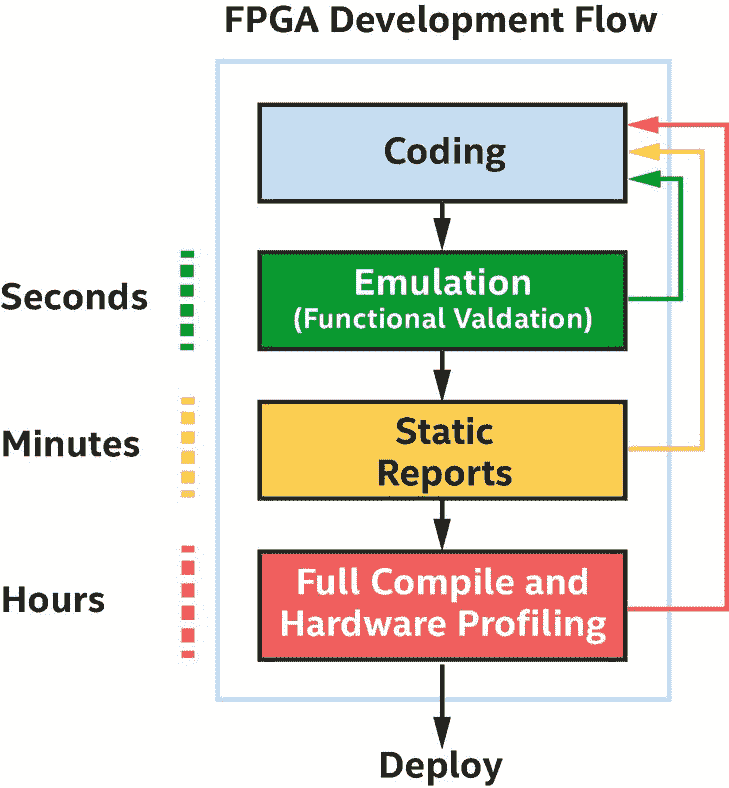 FPGA Development Flow
Coding
Seconds
Emulation
(Functional Valdation)
Minutes
Static
Reports
Hours
Full Compile and
Hardware Profiling
Deploy